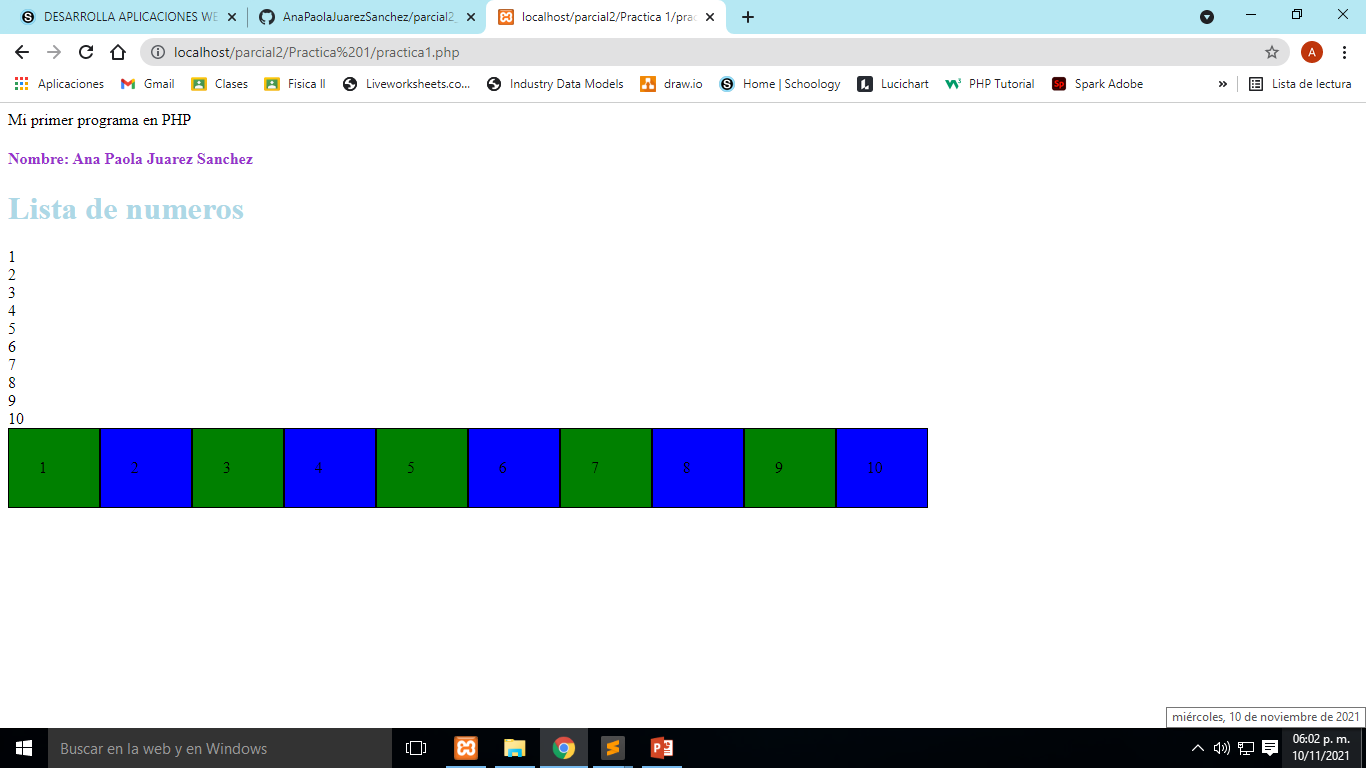 DESARROLLA APLICACIONES WE
AnaPaolaJuarezSanchez/parcial2_
localhost/parcial2/Practica 1/prac
localhost/parcial2/Practica%201/practica1.php
A
Aplicaciones
Gmail
Clases
Fisica II
Liveworksheets.co...
Industry Data Models
draw.io
Home | Schoology
Lucichart
PHP Tutorial
Spark Adobe
»
Lista de lectura
Mi primer programa en PHP
Nombre: Ana Paola Juarez Sanchez
Lista de numeros
1
2
3
4
5
6
7
8
9
10
1 2 3 4 5 6 7 8 9 10
miércoles, 10 de noviembre de 2021
Buscar en la web y en Windows
06:02 p. m.
10/11/2021